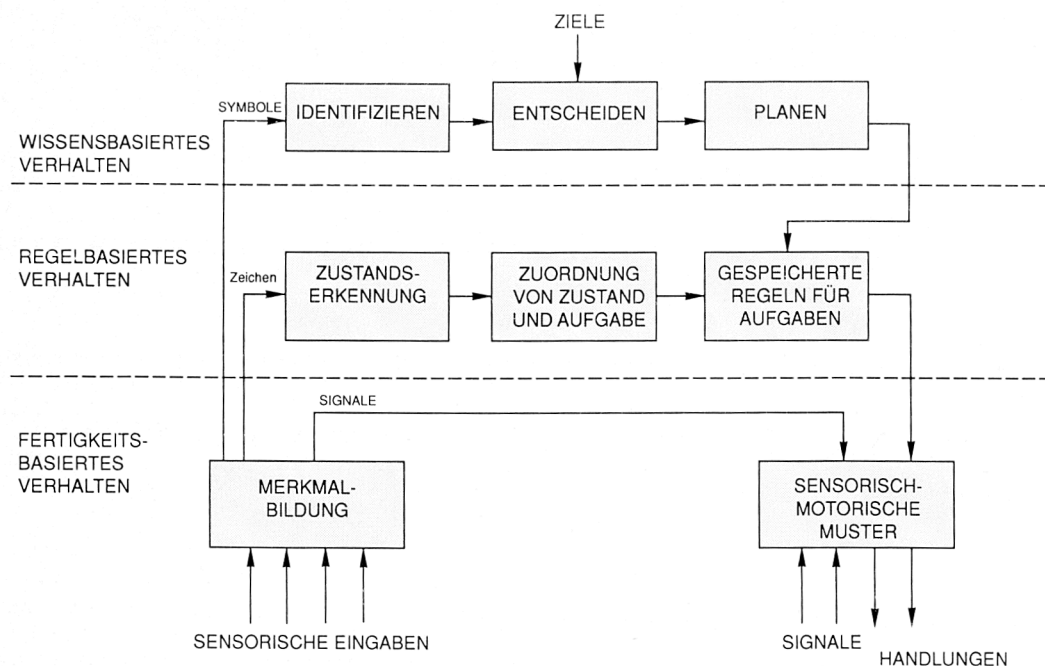 ZIELE
SYMBOLE
IDENTIFIZIEREN
ENTSCHEIDEN
PLANEN
WISSENSBASIERTES
VERHALTEN
REGELBASIERTES
VERHALTEN
Zeichen
ZUSTANDS-
ERKENNUNG
ZUORDNUNG
VON ZUSTAND
UND AUFGABE
GESPEICHERTE
REGELN FÜR
AUFGABEN
SIGNALE
FERTIGKEITS-
BASIERTES
VERHALTEN
MERKMAL-
BILDUNG
SENSORISCH-
MOTORISCHE
MUSTER
SENSORISCHE EINGABEN
SIGNALE
HANDLUNGEN